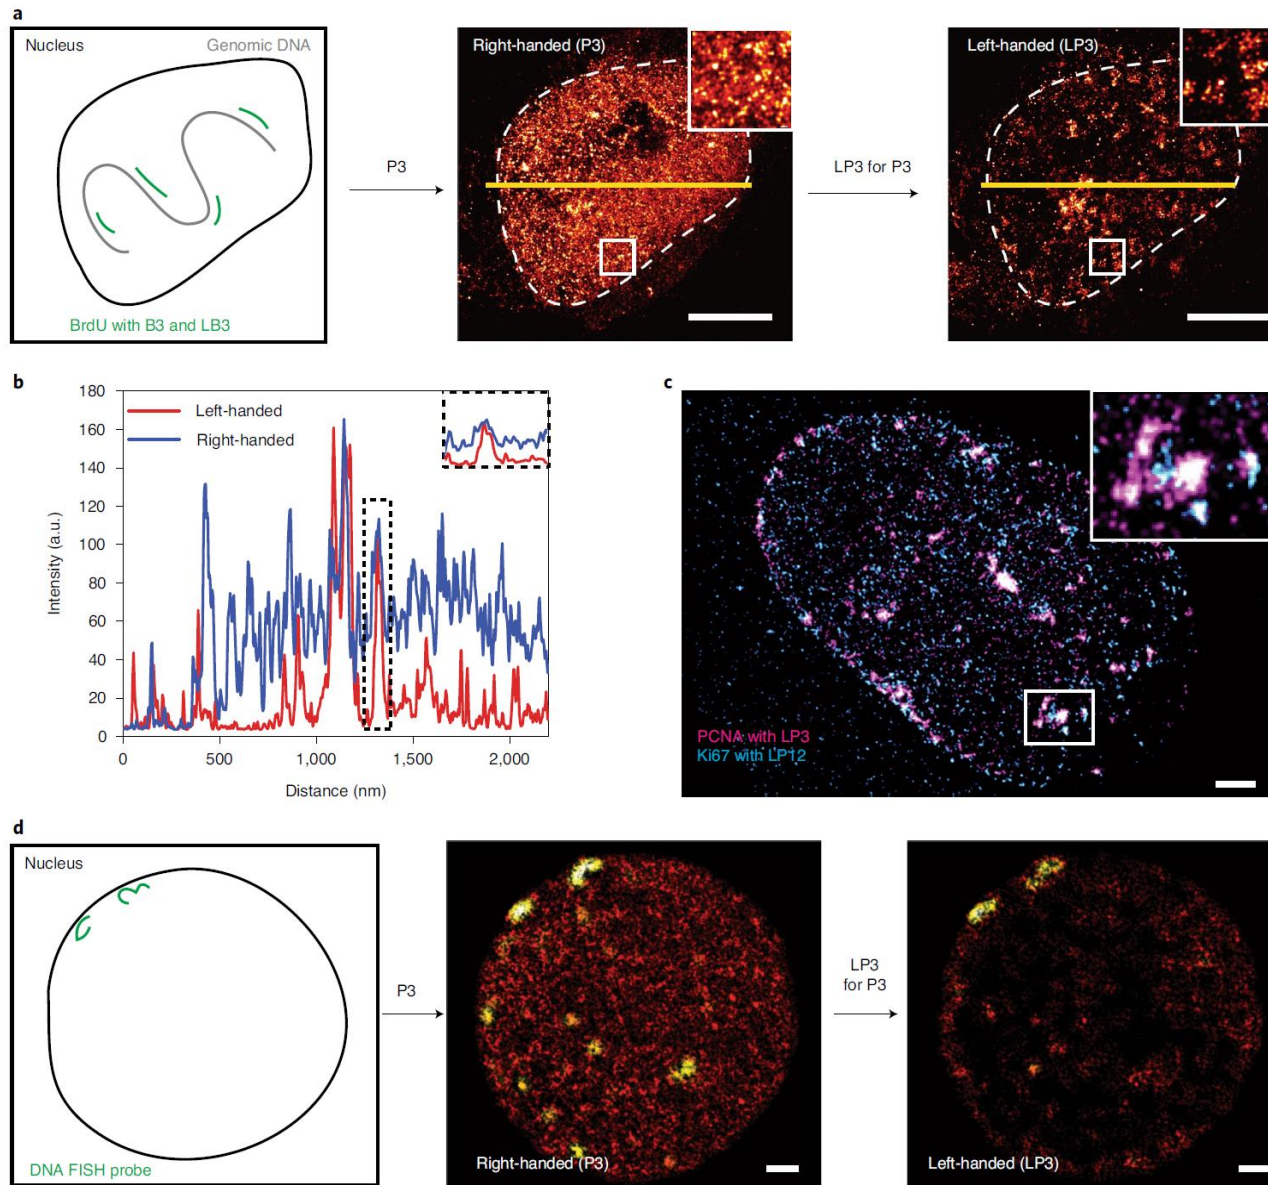 a
Nucleus
Genomic DNA
BrdU with B3 and LB3
P3
Right-handed (P3)
LP3 for P3
Left-handed (LP3)
b
180
160
140
120
100
80
60
40
20
0
Intensity (a.u.)
Left-handed
Right-handed
0
500
1,000
1,500
2,000
Distance (nm)
c
PCNA with LP3
Ki67 with LP12
d
Nucleus
DNA FISH probe
P3
Right-handed (P3)
LP3
for P3
Left-handed (LP3)